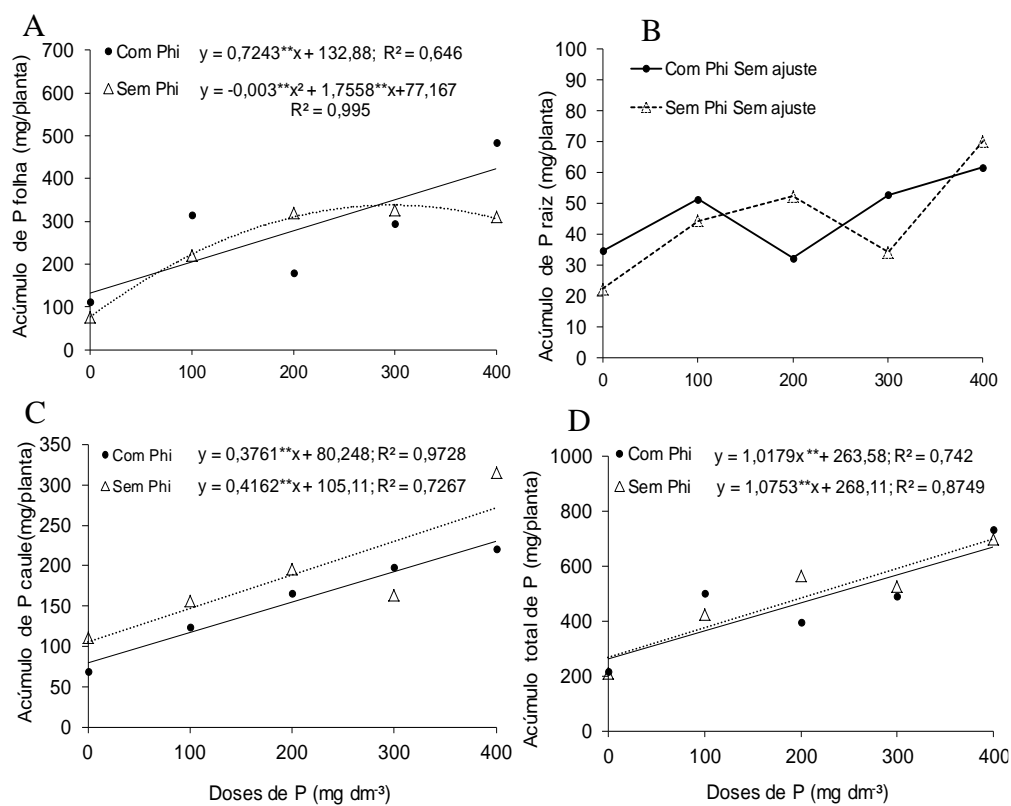 A
Acúmulo de P folha (mg/planta)
700
600
500
400
300
200
100
0
Com Phi y = 0,7243**x + 132,88; R² = 0,646
Sem Phi y = -0,003**x² + 1,7558**x+77,167
R² = 0,995
0 100 200 300 400
B
Acúmulo de P raiz (mg/planta)
100
90
80
70
60
50
40
30
20
10
0
Com Phi Sem ajuste
Sem Phi Sem ajuste
0 100 200 300 400
C
Acúmulo de P caule(mg/planta)
350
300
250
200
150
100
50
0
Com Phi y = 0,3761**x + 80,248; R² = 0,9728
Sem Phi y = 0,4162**x + 105,11; R² = 0,7267
0 100 200 300 400
Doses de P (mg dm-³)
D
Acúmulo total de P (mg/planta)
1000
800
600
400
200
0
Com Phi y = 1,0179x**+ 263,58; R² = 0,742
Sem Phi y = 1,0753**x + 268,11; R² = 0,8749
0 100 200 300 400
Doses de P (mg dm-³)